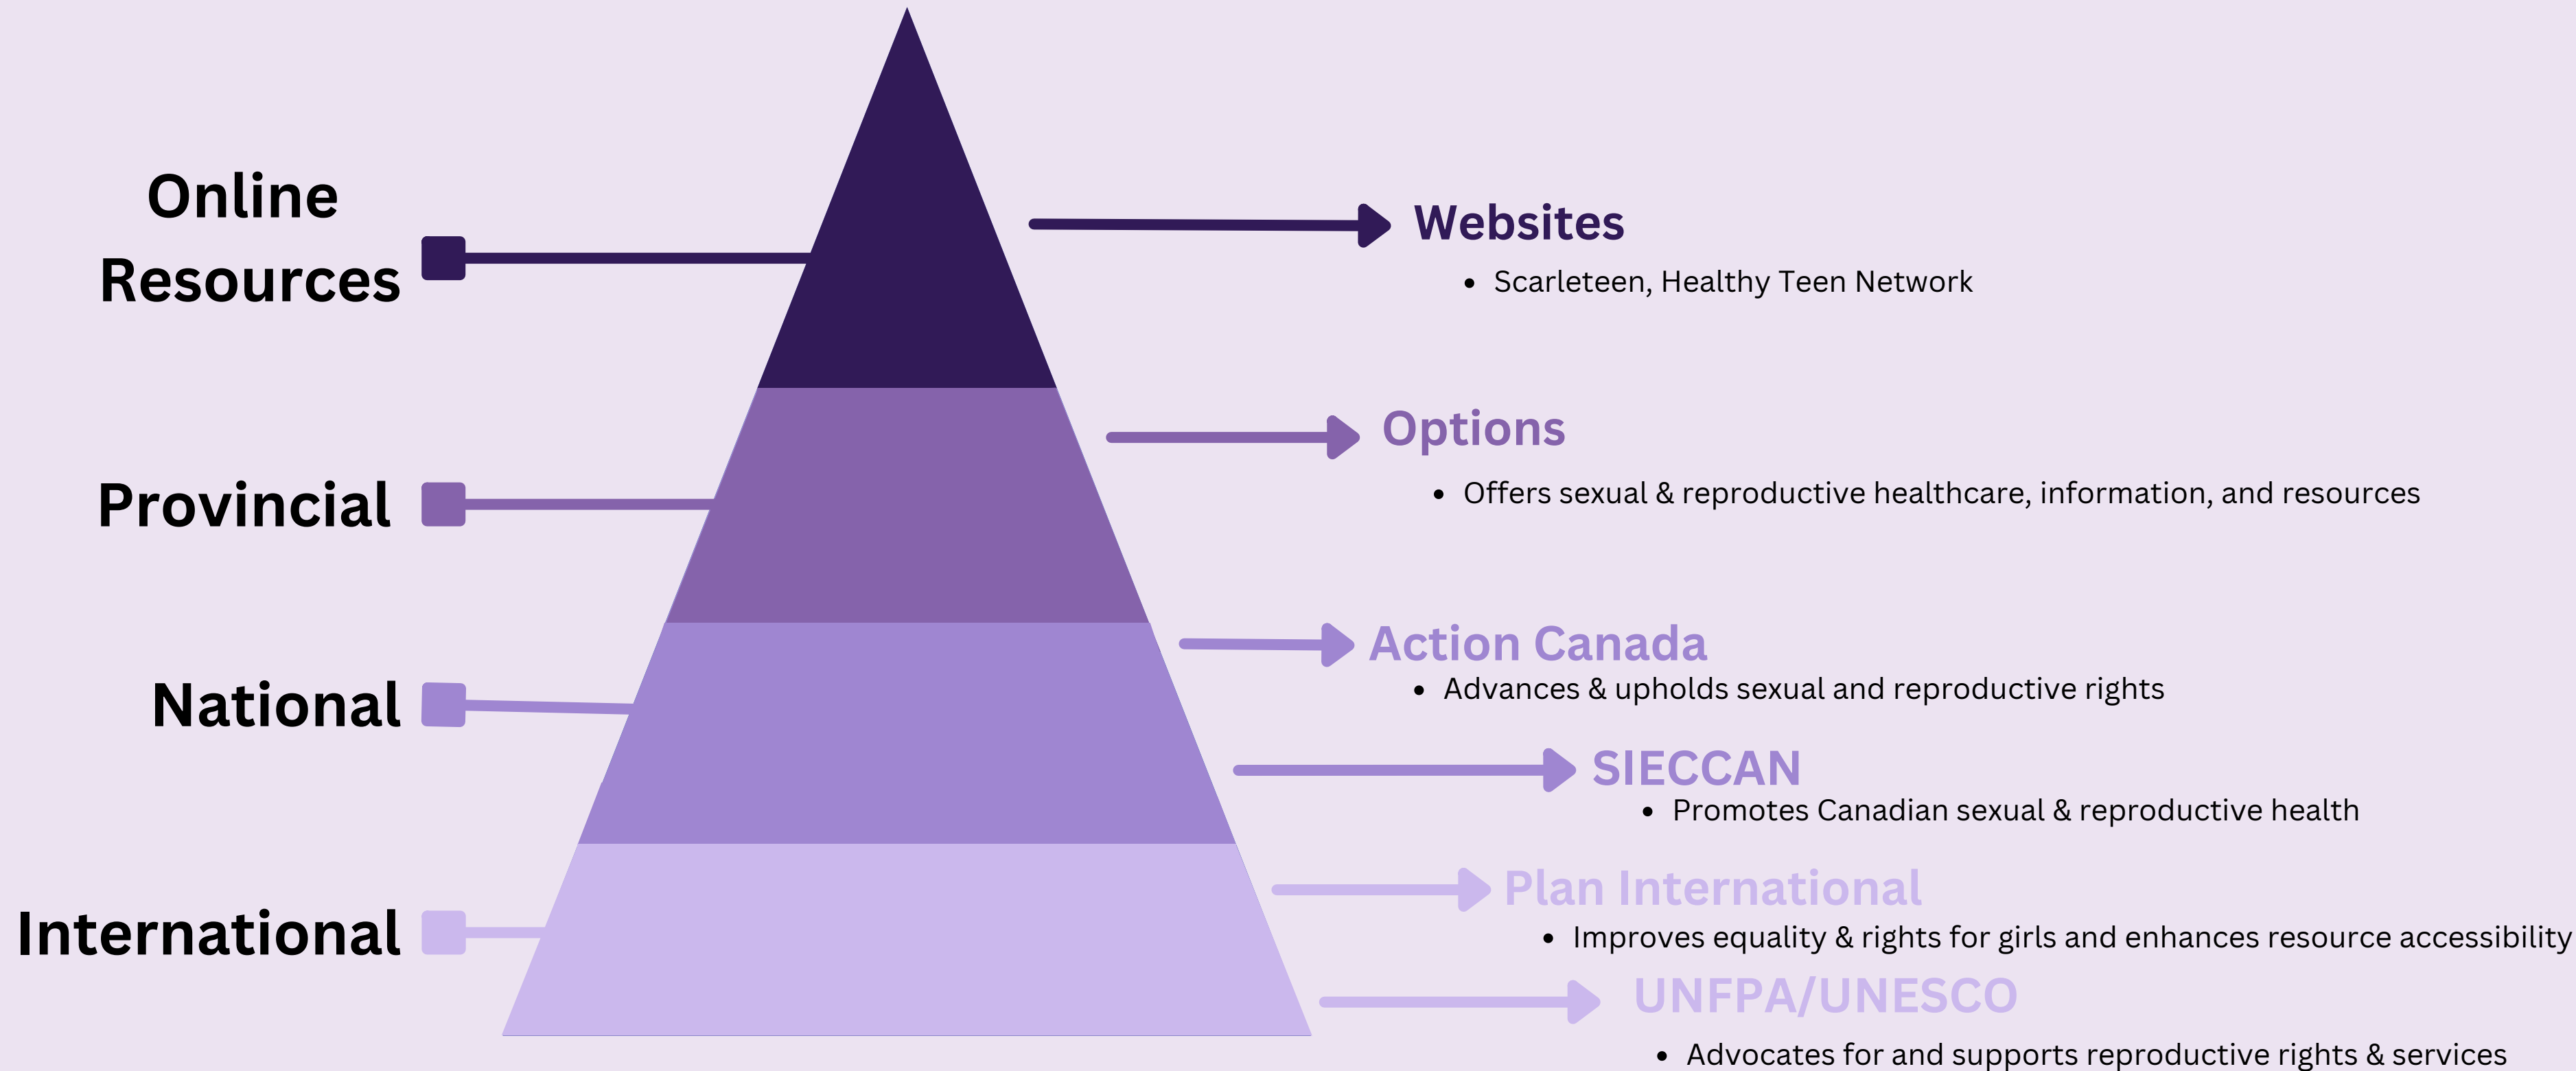 Online
Resources
Websites
• Scarleteen, Healthy Teen Network
Provincial
Options
• Offers sexual & reproductive healthcare, information, and resources
National
Action Canada
• Advances & upholds sexual and reproductive rights
SIECCAN
• Promotes Canadian sexual & reproductive health
International
Plan International
• Improves equality & rights for girls and enhances resource accessibility
UNFPA/UNESCO
• Advocates for and supports reproductive rights & services